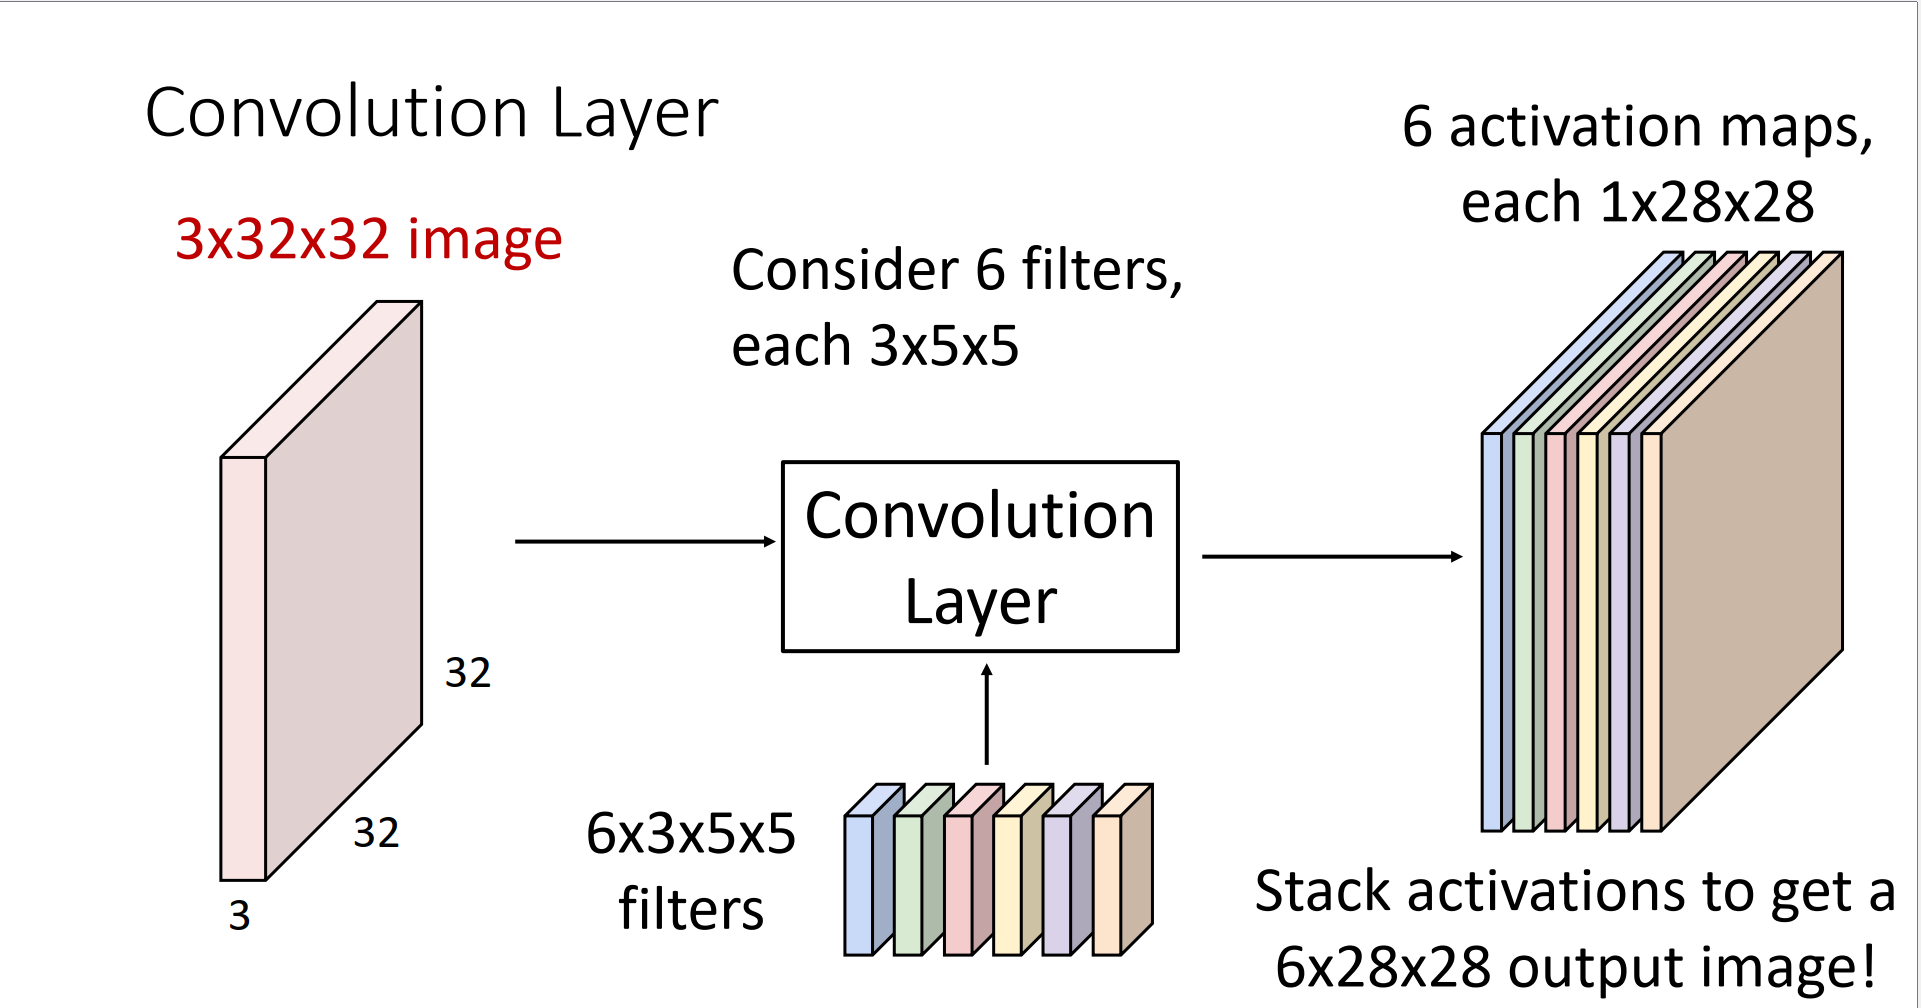 Convolution Layer
3x32x32 image
32
32
3
Consider 6 filters,
each 3x5x5
Convolution
Layer
6x3x5x5
filters
6 activation maps,
each 1x28x28
Stack activations to get a
6x28x28 output image!